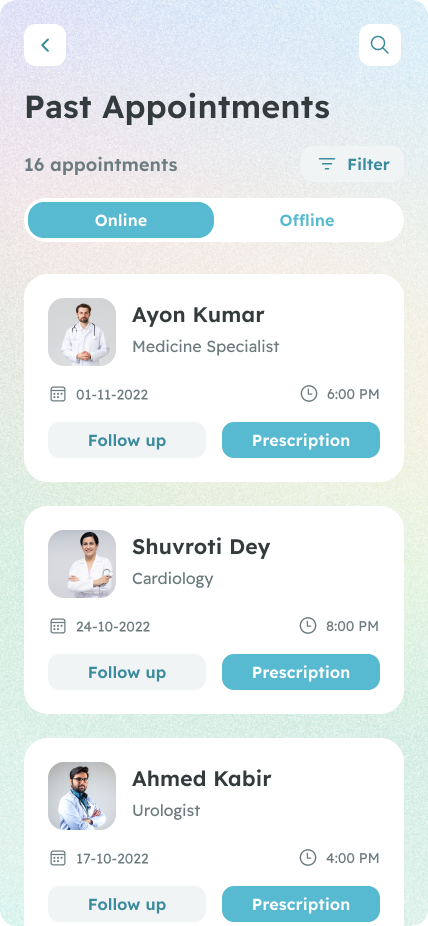 Past Appointments
16 appointments
Filter
Online
Offline
Ayon Kumar
Medicine Specialist
01-11-2022
6:00 PM
Follow up
Prescription
Shuvroti Dey
Cardiology
24-10-2022
8:00 PM
Follow up
Prescription
Ahmed Kabir
Urologist
17-10-2022
4:00 PM
Follow up
Prescription